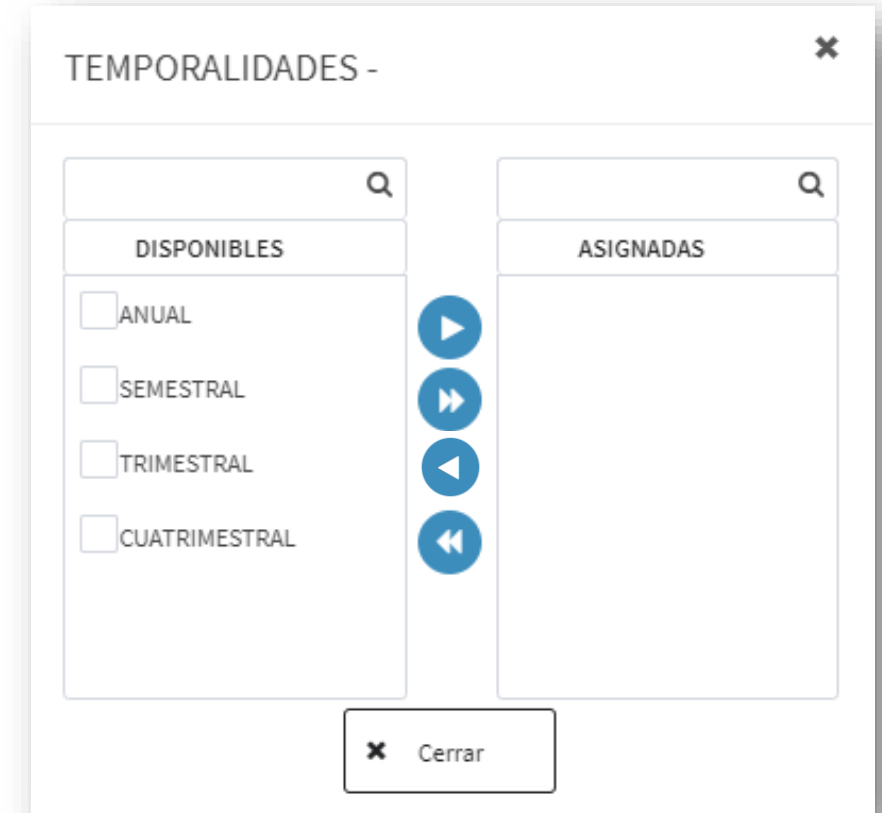 TEMPORALIDADES -
DISPONIBLES
ASIGNADAS
ANUAL
SEMESTRAL
TRIMESTRAL
CUATRIMESTRAL
Cerrar